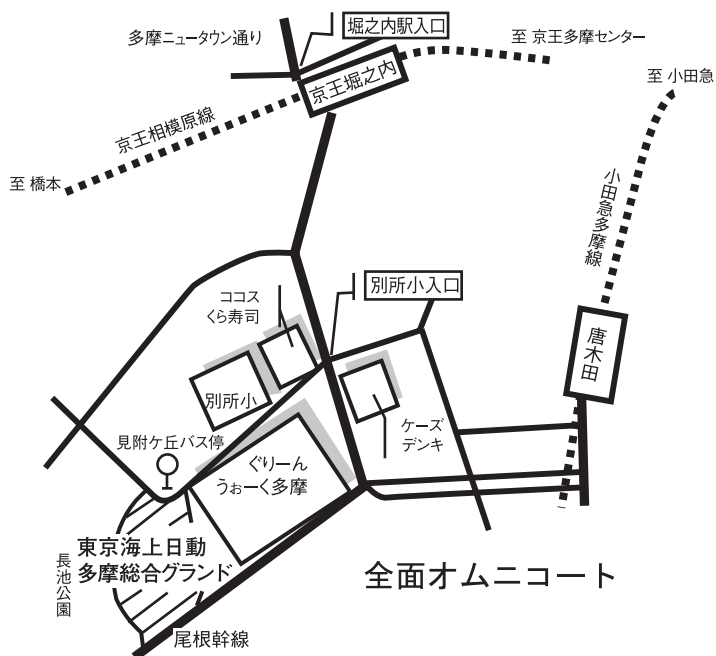 堀之内駅入口
多摩ニュータウン通り
至 京王多摩センター
京王堀之内
至 小田急
京王相模原線
至 橋本
小田急多摩線
別所小入口
ココス
くら寿司
唐木田
別所小
ケーズ
デンキ
見附ケ丘バス停
ぐりーん
うぉーく多摩
東京海上日動
多摩総合グランド
長池公園
全面オムニコート
尾根幹線